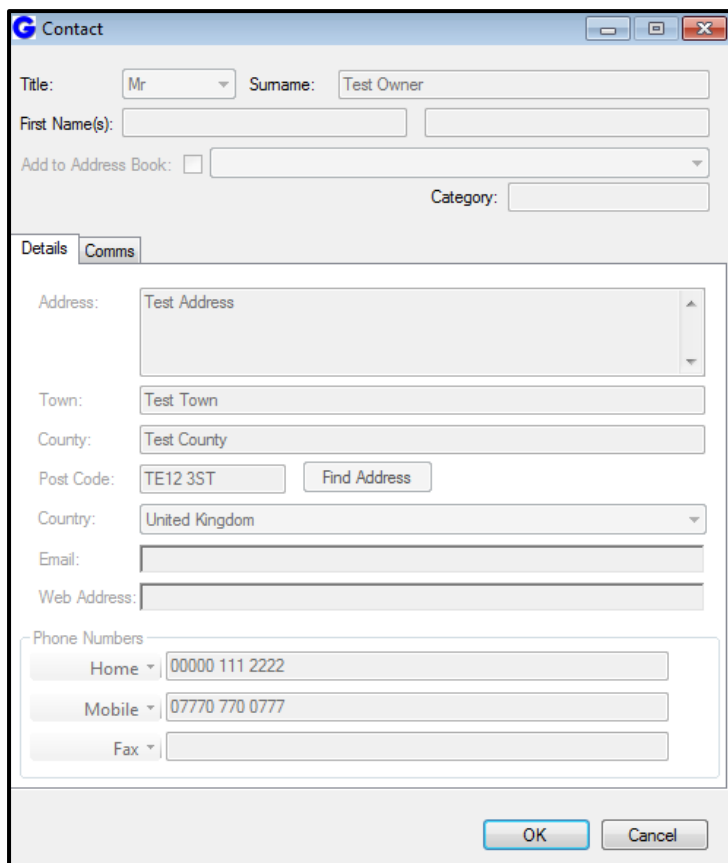 G Contact
Title: Mr Surname: Test Owner
First Name(s):
Add to Address Book:
Category:
Details Comms
Address: Test Address
Town: Test Town
County: Test County
Post Code: TE12 3ST Find Address
Country: United Kingdom
Email:
Web Address:
Phone Numbers
Home 00000 111 2222
Mobile 07770 770 0777
Fax
OK Cancel